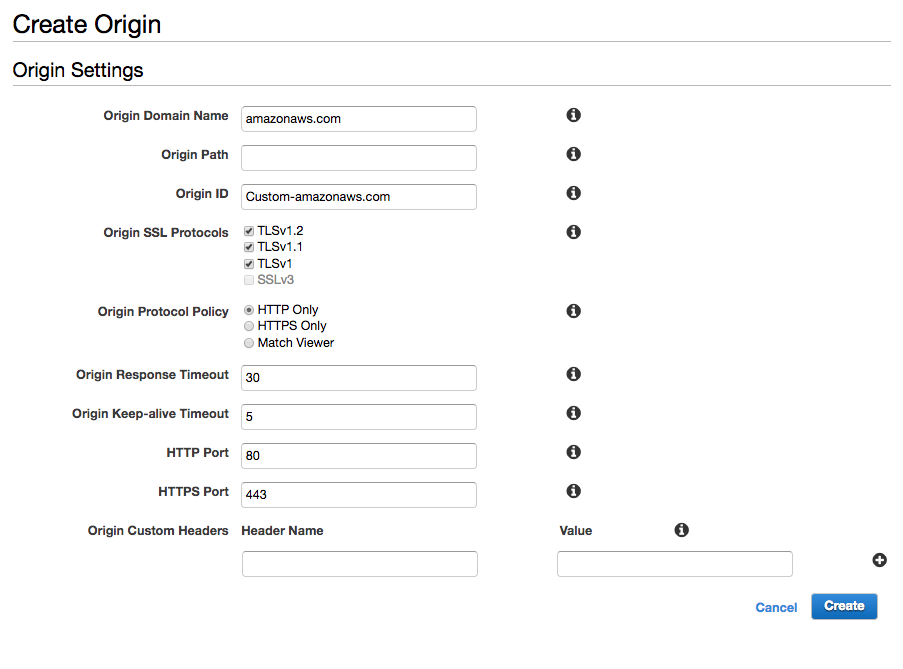 Create Origin
Origin Settings
Origin Domain Name amazonaws.com
Origin Path
Origin ID Custom-amazonaws.com
Origin SSL Protocols TLSv1.2
TLSv1.1
TLSv1
SSLv3
Origin Protocol Policy HTTP Only
HTTPS Only
Match Viewer
Origin Response Timeout 30
Origin Keep-alive Timeout 5
HTTP Port 80
HTTPS Port 443
Origin Custom Headers Header Name Value
Cancel Create